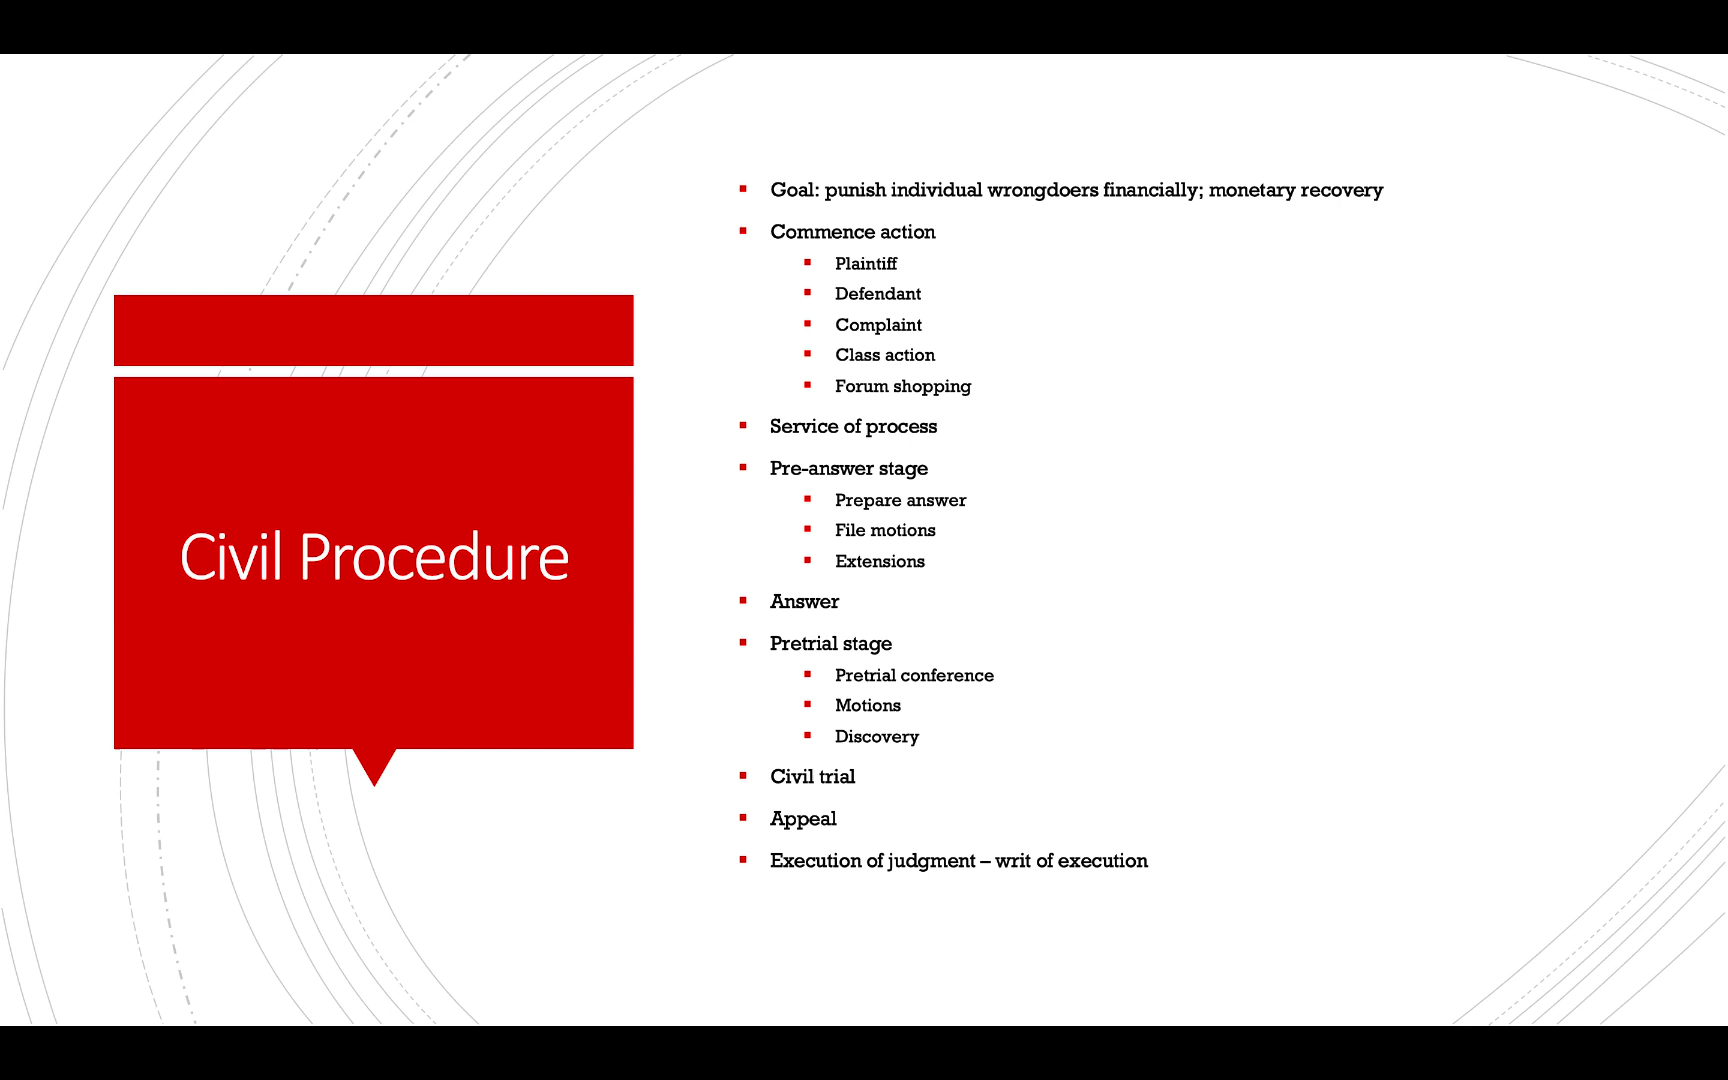 Civil Procedure
Goal: punish individual wrongdoers financially; monetary recovery
Commence action
Plaintiff
Defendant
Complaint
Class action
Forum shopping
Service of process
Pre-answer stage
Prepare answer
File motions
Extensions
Answer
Pretrial stage
Pretrial conference
Motions
Discovery
Civil trial
Appeal
Execution of judgment – writ of execution